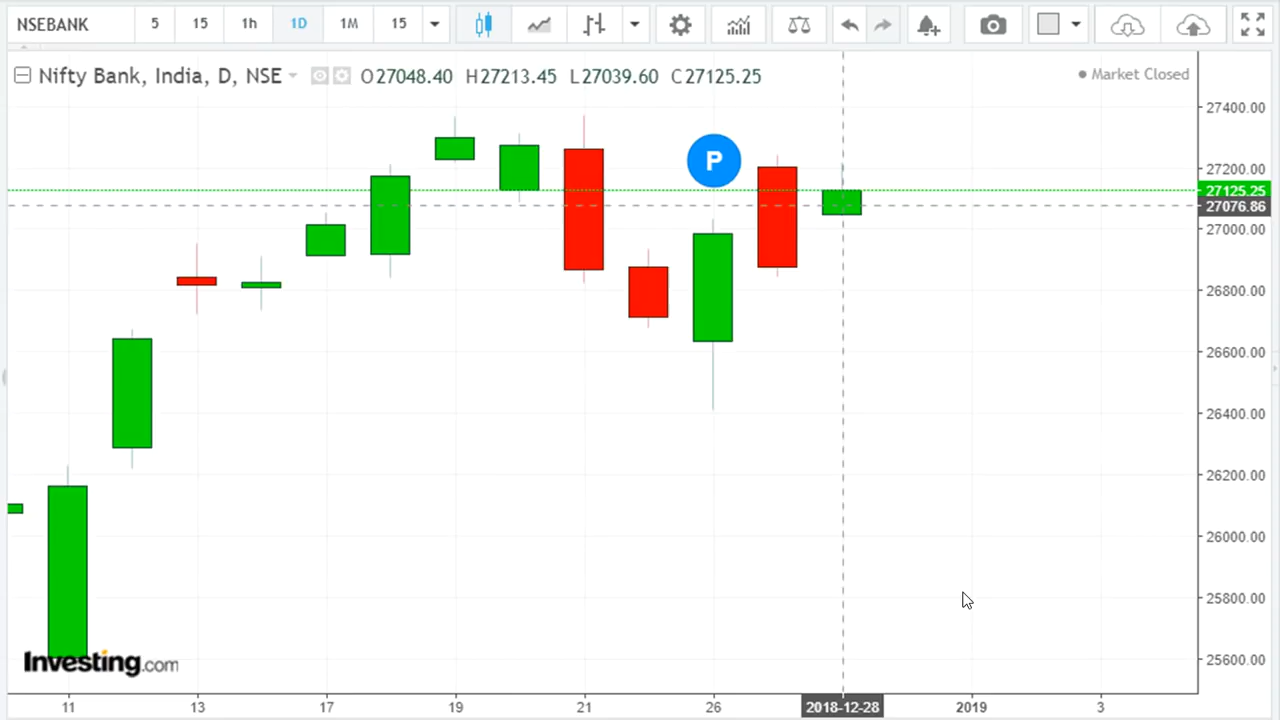 NSEBANK 5 15 1h 1D 1M 15
Nifty Bank, India, D, NSE O27048.40 H27213.45 L27039.60 C27125.25
Market Closed
27400.00
P
27200.00
27125.25
27076.86
27000.00
26800.00
26600.00
26400.00
26200.00
26000.00
25800.00
25600.00
Investing.com
11 13 17 19 21 26 2018-12-28 2019 3